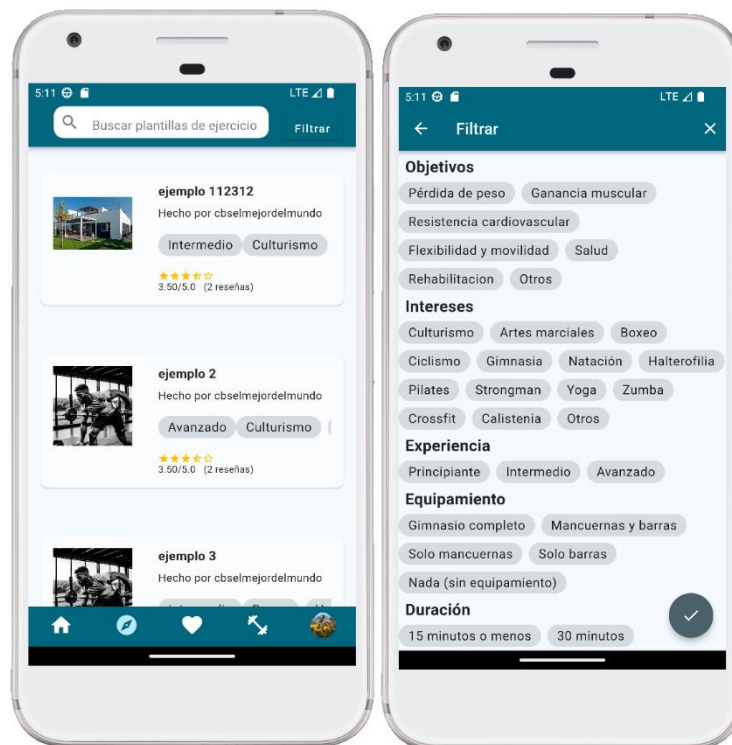 5:11 LTE
Buscar plantillas de ejercicio
Filtrar
ejemplo 112312
Hecho por cbselmejordelmundo
Intermedio Culturismo
3.50/5.0 (2 reseñas)
ejemplo 2
Hecho por cbselmejordelmundo
Avanzado Culturismo
3.50/5.0 (2 reseñas)
ejemplo 3
Hecho por cbselmejordelmundo
5:11 LTE
Filtrar
Objetivos
Pérdida de peso Ganancia muscular
Resistencia cardiovascular
Flexibilidad y movilidad Salud
Rehabilitacion Otros
Intereses
Culturismo Artes marciales Boxeo
Ciclismo Gimnasia Natación Halterofilia
Pilates Strongman Yoga Zumba
Crossfit Calistenia Otros
Experiencia
Principiante Intermedio Avanzado
Equipamiento
Gimnasio completo Mancuernas y barras
Solo mancuernas Solo barras
Nada (sin equipamiento)
Duración
15 minutos o menos 30 minutos